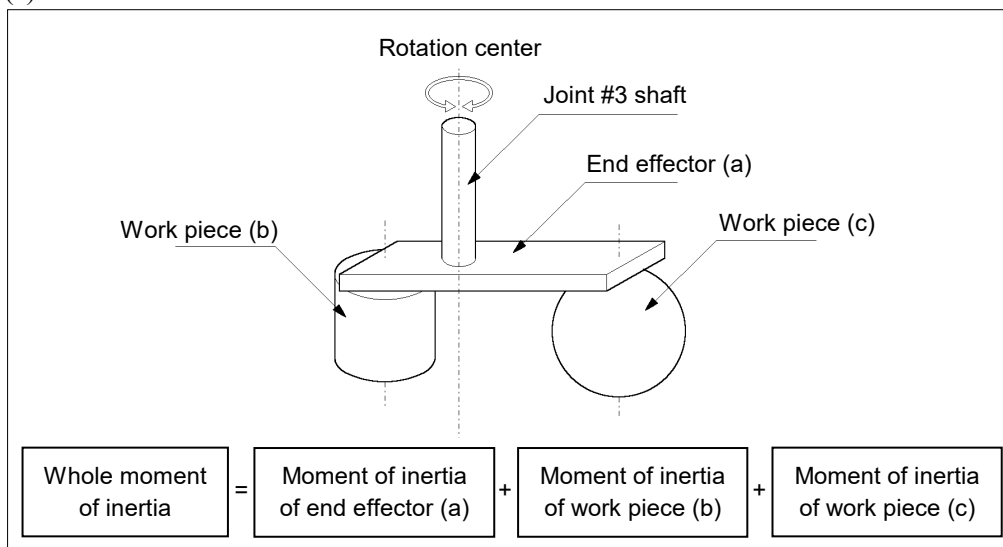 Rotation center
Joint #3 shaft
End effector (a)
Work piece (b)
Work piece (c)
Whole moment
of inertia
=
Moment of inertia
of end effector (a)
+
Moment of inertia
of work piece (b)
+
Moment of inertia
of work piece (c)